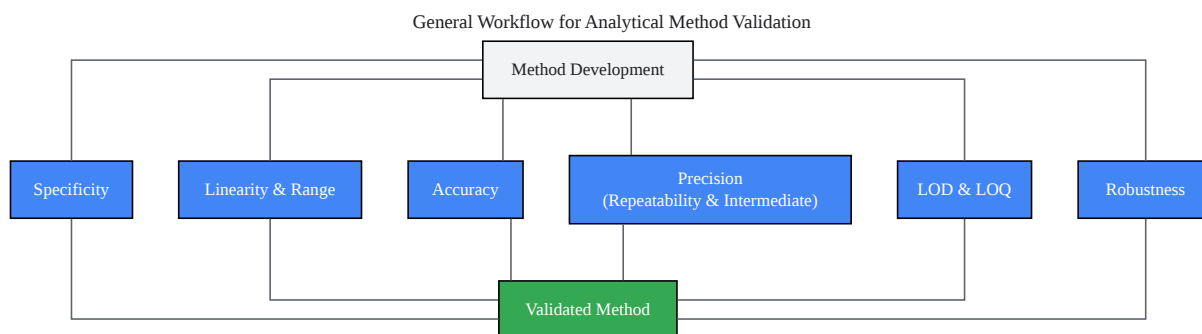 General Workflow for Analytical Method Validation
Method Development
Specificity
Linearity & Range
Accuracy
Precision
(Repeatability & Intermediate)
LOD & LOQ
Robustness
Validated Method